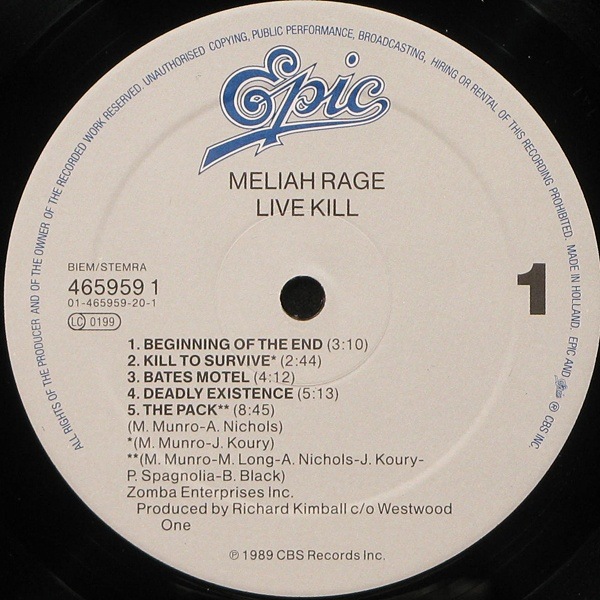 ALL RIGHTS OF THE PRODUCER AND OF THE OWNER OF THE RECORDED WORK RESERVED. UNAUTHORISED COPYING, PUBLIC PERFORMANCE, BROADCASTING, HIRING OR RENTAL OF THIS RECORDING PROHIBITED. MADE IN HOLLAND. EPIC AND Epic ® CBS INC.
Epic
MELIAH RAGE
LIVE KILL
BIEM/STEMRA
465959 1
01-465959-20-1
LC 0199
1
1. BEGINNING OF THE END (3:10)
2. KILL TO SURVIVE* (2:44)
3. BATES MOTEL (4:12)
4. DEADLY EXISTENCE (5:13)
5. THE PACK** (8:45)
(M. Munro-A. Nichols)
*(M. Munro-J. Koury)
**(M. Munro-M. Long-A. Nichols-J. Koury-
P. Spagnolia-B. Black)
Zomba Enterprises Inc.
Produced by Richard Kimball c/o Westwood
One
℗ 1989 CBS Records Inc.